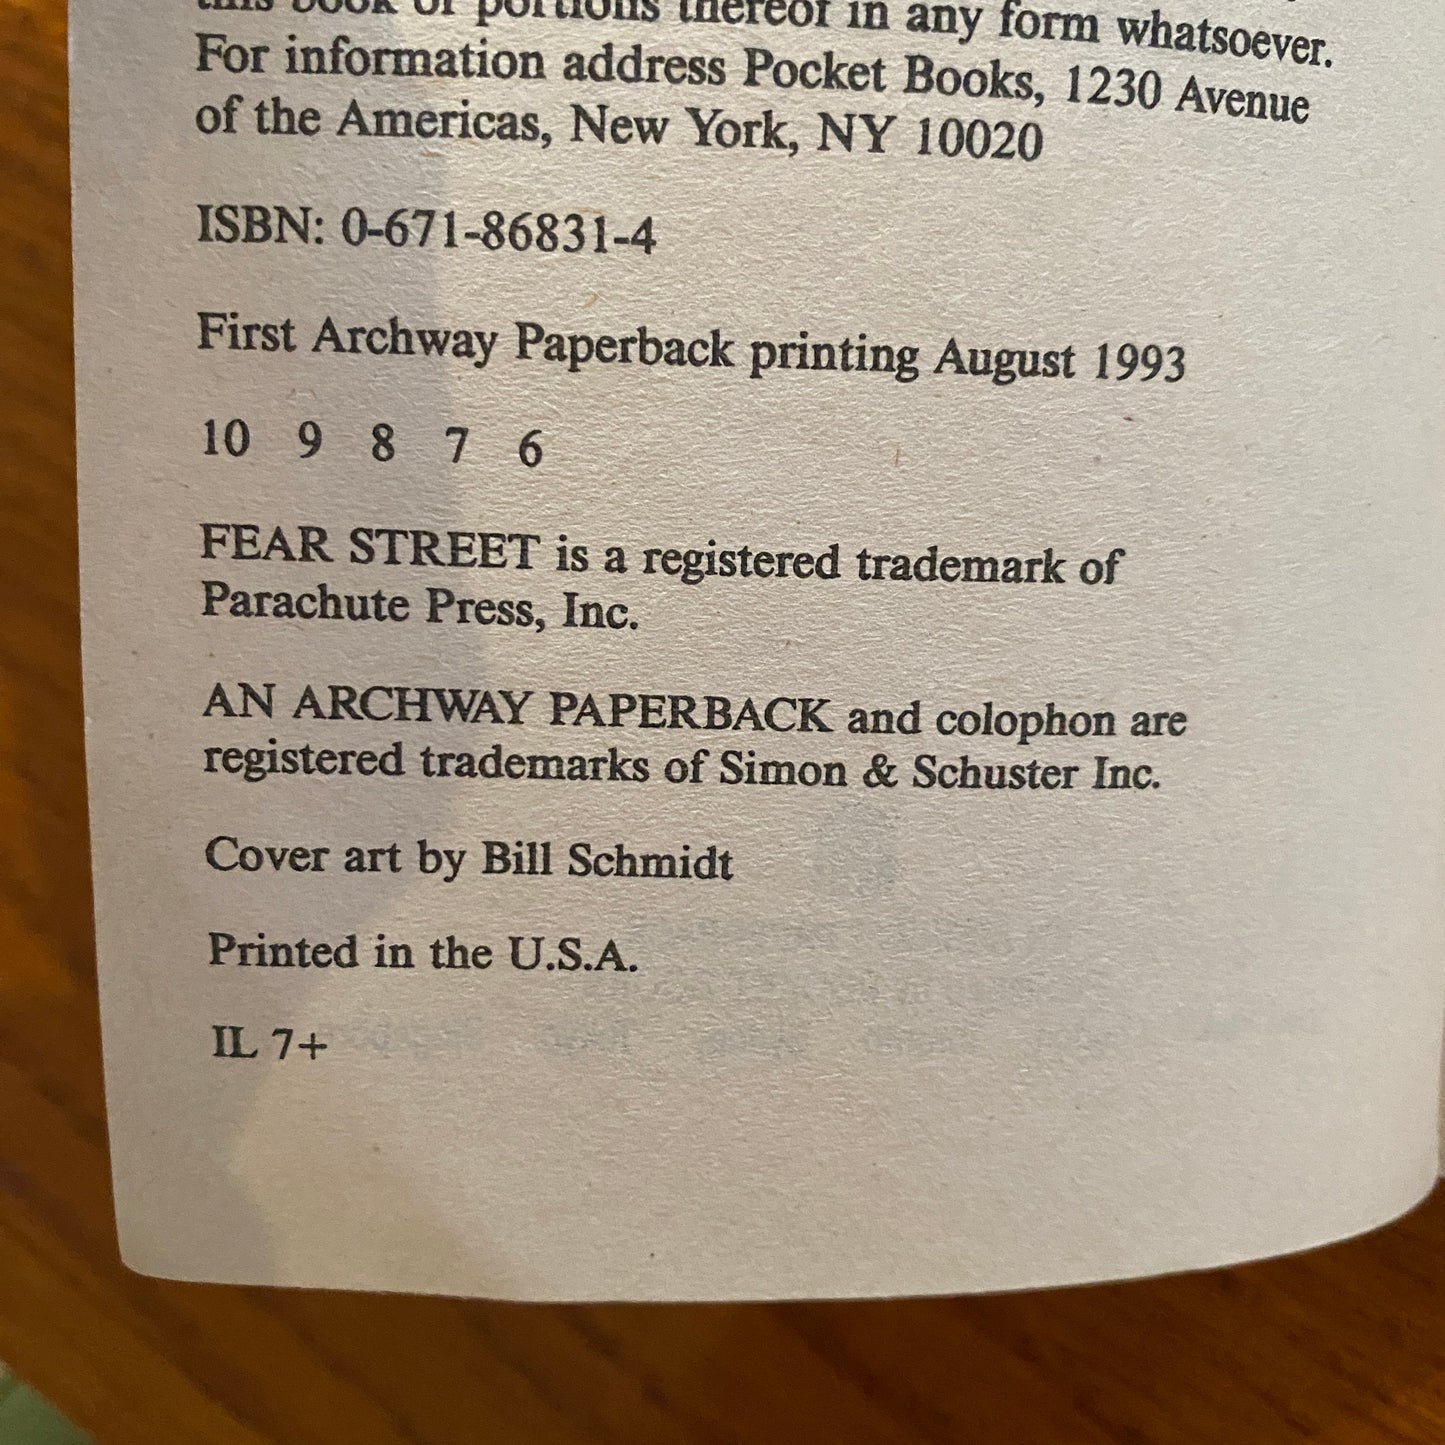 this book or portions thereof in any form whatsoever.
For information address Pocket Books, 1230 Avenue
of the Americas, New York, NY 10020
ISBN: 0-671-86831-4
First Archway Paperback printing August 1993
10 9 8 7 6
FEAR STREET is a registered trademark of
Parachute Press, Inc.
AN ARCHWAY PAPERBACK and colophon are
registered trademarks of Simon & Schuster Inc.
Cover art by Bill Schmidt
Printed in the U.S.A.
IL 7+